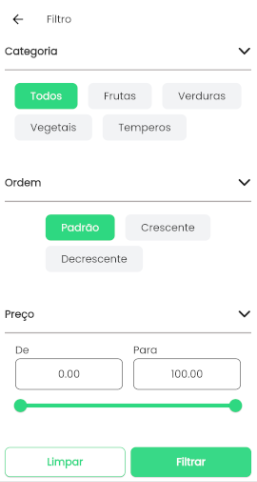 Filtro
Categoria
Todos Frutas Verduras
Vegetais Temperos
Ordem
Padrão Crescente
Decrescente
Preço
De Para
0.00 100.00
Limpar Filtrar